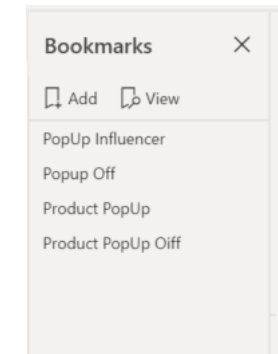 Bookmarks
Add View
PopUp Influencer
Popup Off
Product PopUp
Product PopUp Oiff